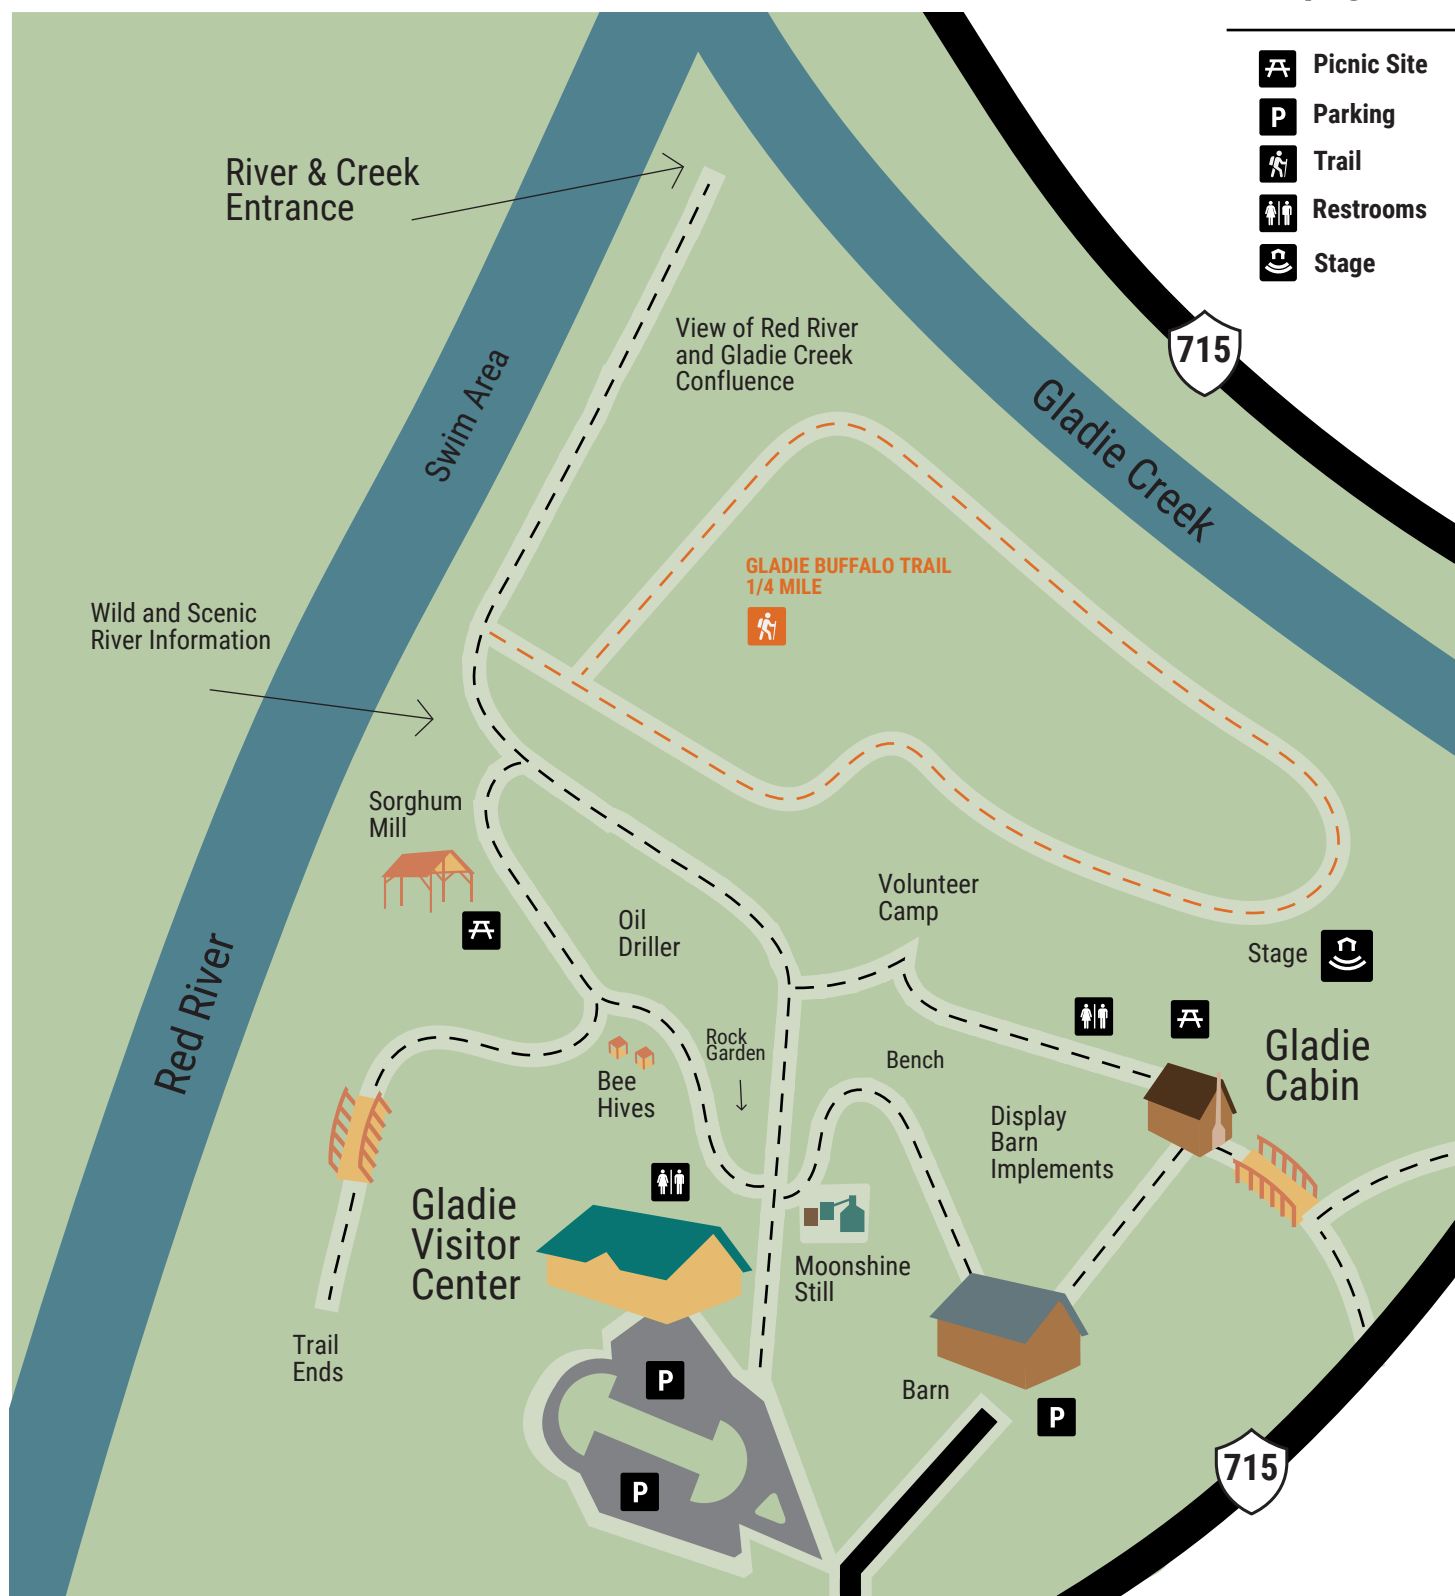 Picnic Site
P
Parking
Trail
Restrooms
Stage
River & Creek
Entrance
View of Red River
and Gladie Creek
Confluence
715
Swim Area
Gladie Creek
GLADIE BUFFALO TRAIL
1/4 MILE
Wild and Scenic
River Information
Sorghum
Mill
Volunteer
Camp
Oil
Driller
Stage
Red River
Rock
Garden
Bench
Gladie
Cabin
Bee
Hives
Display
Barn
Implements
Gladie
Visitor
Center
Moonshine
Still
Trail
Ends
P
Barn
P
715
P